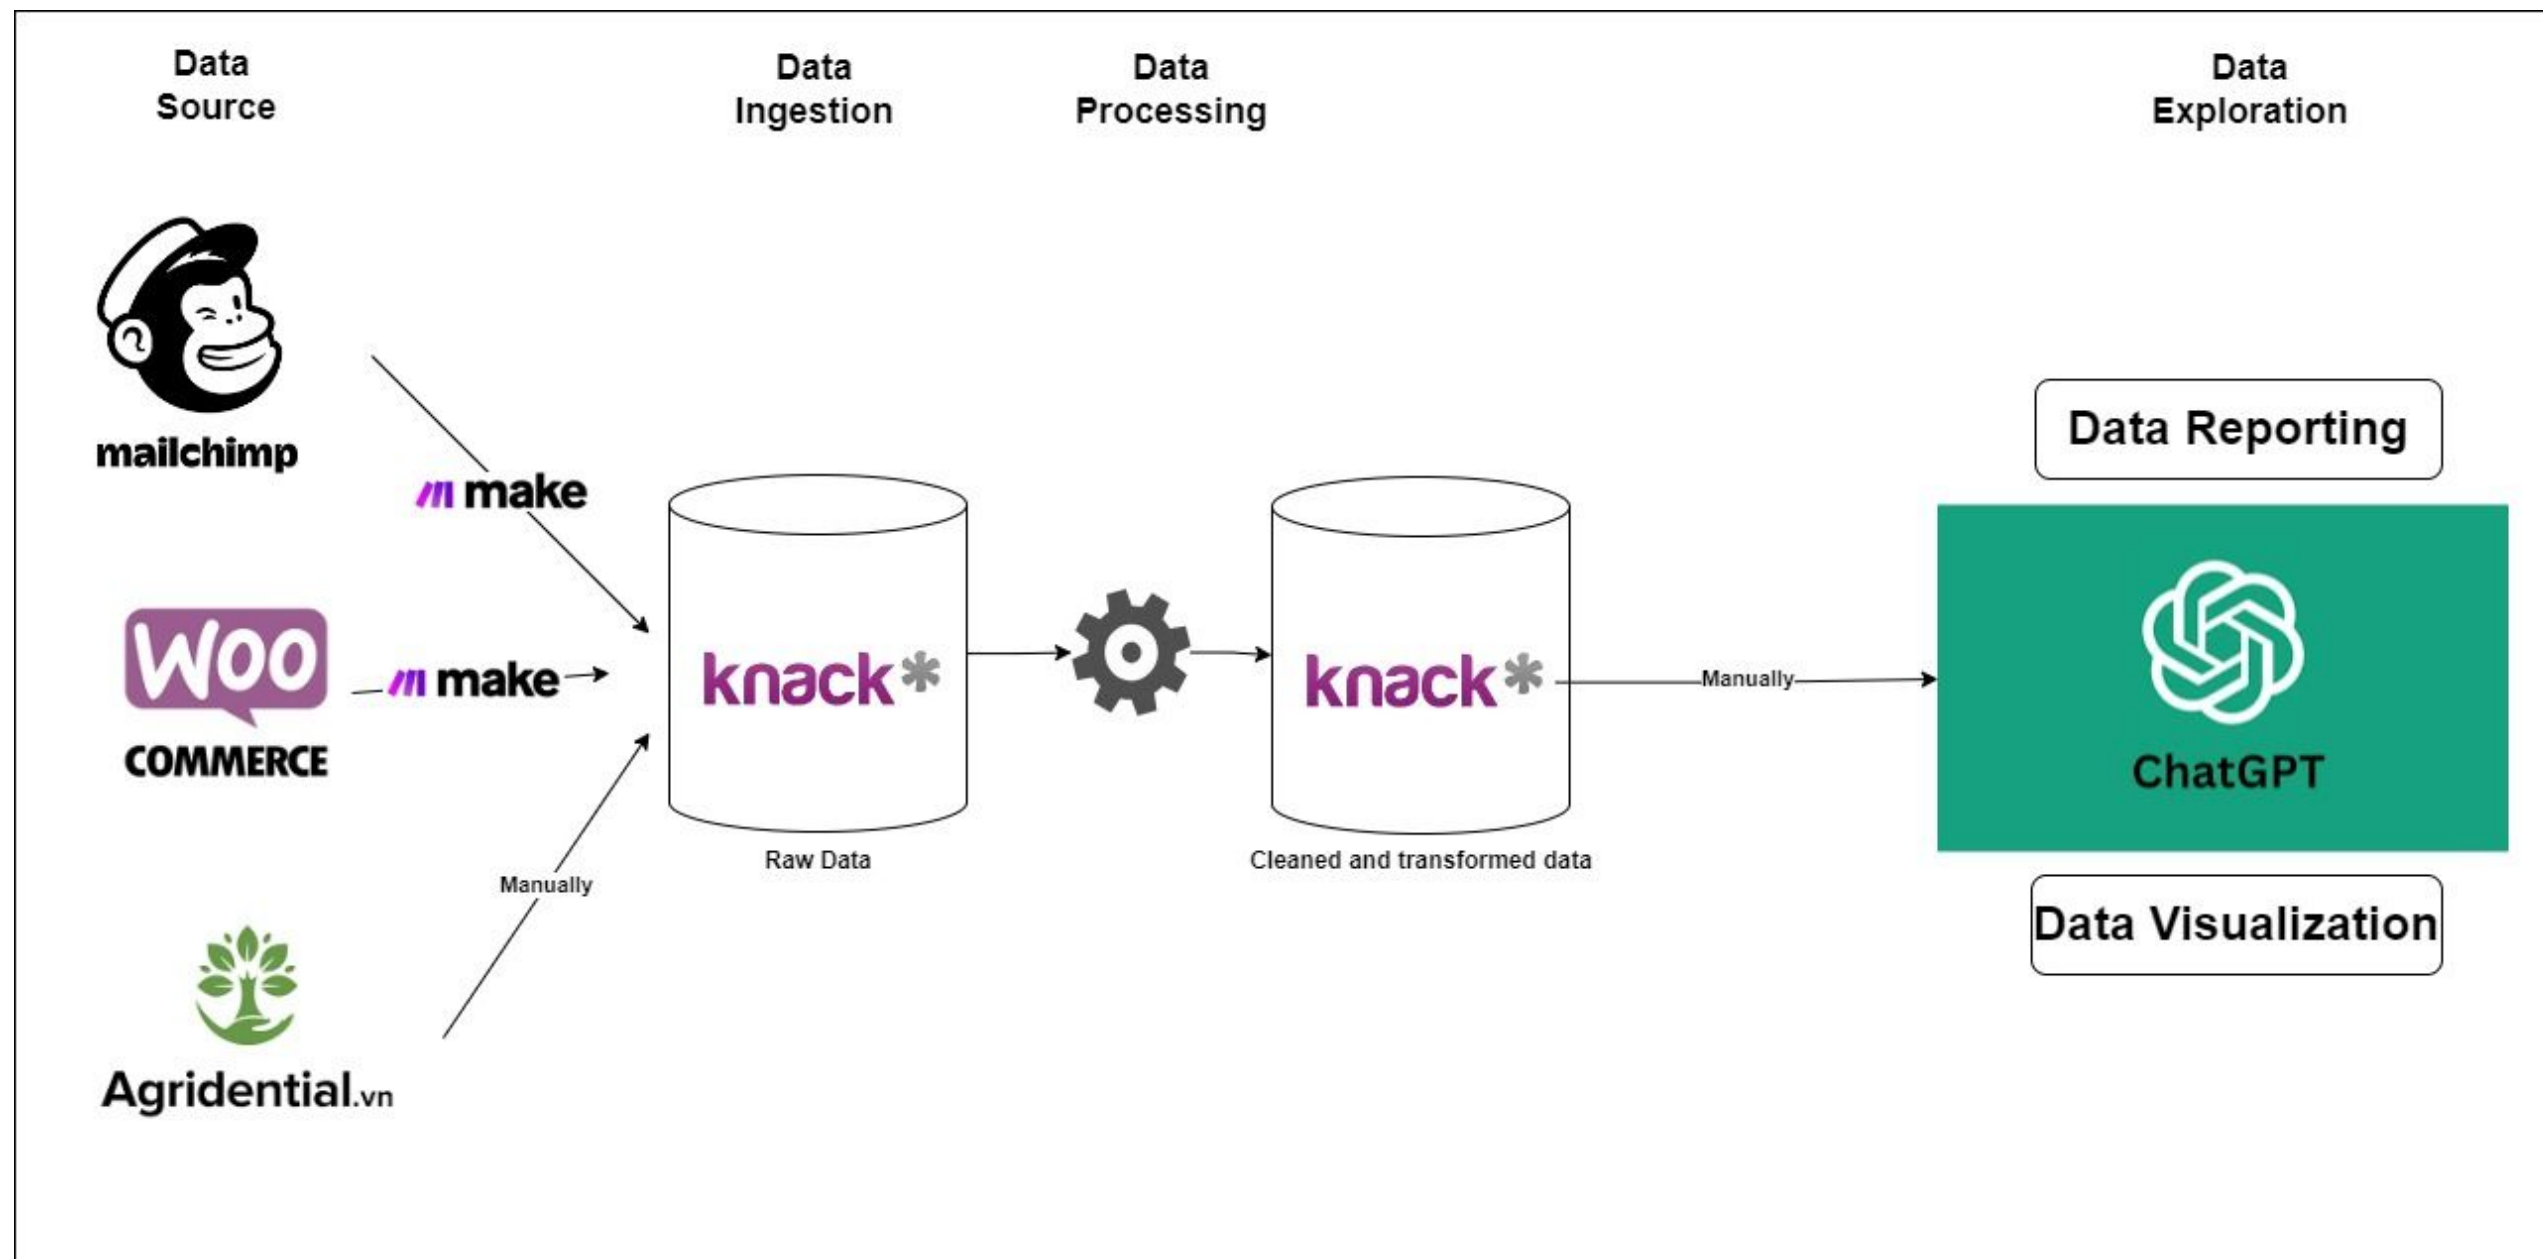 Data
Source
Data
Ingestion
Data
Processing
Data
Exploration
mailchimp
make
WOO
COMMERCE
make
Agridential.vn
Manually
knack*
Raw Data
knack*
Cleaned and transformed data
Manually
Data Reporting
ChatGPT
Data Visualization